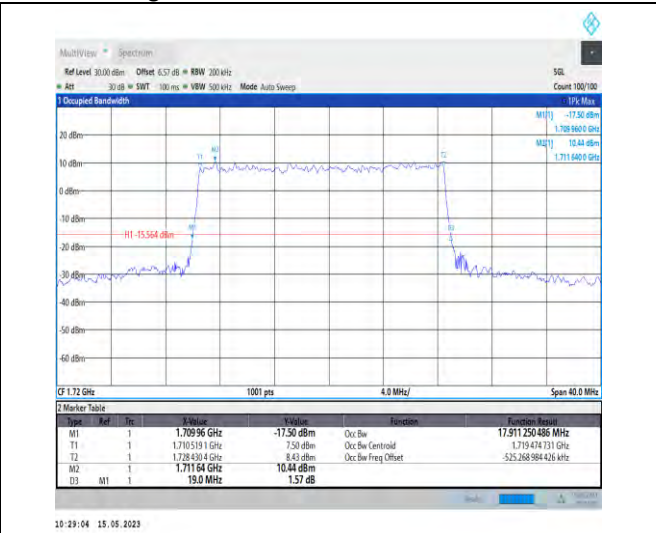 MultiView Spectrum
Ref Level 30.00 dBm Offset 6.57 dB RBW 200 kHz SGL
Att 30 dB SWT 100 ms VBW 500 kHz Mode Auto Sweep Count 100/100
1 Occupied Bandwidth 1Pk Max
M1[1] -17.50 dBm
1.709 960 0 GHz
M2[1] 10.44 dBm
1.711 640 0 GHz
20 dBm
T1 M2 T2
10 dBm
0 dBm
-10 dBm
H1 -15.564 dBm M1 D3
-20 dBm
-30 dBm
-40 dBm
-50 dBm
-60 dBm
CF 1.72 GHz 1001 pts 4.0 MHz/ Span 40.0 MHz
2 Marker Table
Type Ref Trc X-Value Y-Value Function Function Result
M1 1 1.709 96 GHz -17.50 dBm Occ Bw 17.911 250 486 MHz
T1 1 1.710 519 1 GHz 7.50 dBm Occ Bw Centroid 1.719 474 731 GHz
T2 1 1.728 430 4 GHz 8.43 dBm Occ Bw Freq Offset -525.268 984 426 kHz
M2 1 1.711 64 GHz 10.44 dBm
D3 M1 1 19.0 MHz 1.57 dB
10:29:04 15.05.2023